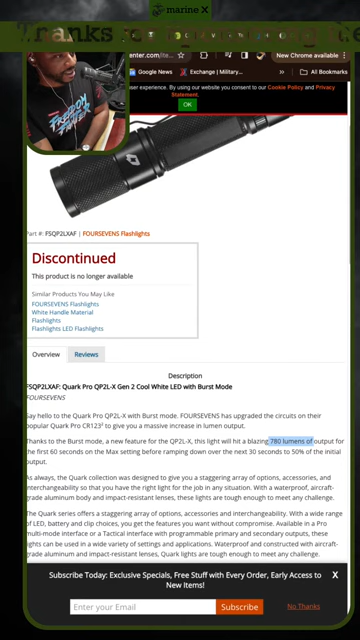 marine X
Thanks
enter.com/ite...
New Chrome available
Google News
Exchange | Military...
»
All Bookmarks
user experience. By using our website you consent to our Cookie Policy and Privacy
Statement.
OK
Part #: FSQP2LXAF | FOURSEVENS Flashlights
Discontinued
This product is no longer available
Similar Products You May Like
FOURSEVENS Flashlights
White Handle Material
Flashlights
Flashlights LED Flashlights
Overview
Reviews
Description
FSQP2LXAF: Quark Pro QP2L-X Gen 2 Cool White LED with Burst Mode
FOURSEVENS
Say hello to the Quark Pro QP2L-X with Burst mode. FOURSEVENS has upgraded the circuits on their
popular Quark Pro CR123² to give you a massive increase in lumen output.
Thanks to the Burst mode, a new feature for the QP2L-X, this light will hit a blazing 780 lumens of output for
the first 60 seconds on the Max setting before ramping down over the next 30 seconds to 50% of the initial
output.
As always, the Quark collection was designed to give you a staggering array of options, accessories, and
interchangeability so that you have the right light for the job in any situation. With a waterproof, aircraft-
grade aluminum body and impact-resistant lenses, these lights are tough enough to meet any challenge.
The Quark series offers a staggering array of options, accessories and interchangeability. With a wide range
of LED, battery and clip choices, you get the features you want without compromise. Available in a Pro
multi-mode interface or a Tactical interface with programmable primary and secondary outputs, these
lights can be used in a wide variety of settings and applications. Waterproof and constructed with aircraft-
grade aluminum and impact-resistant lenses, Quark lights are tough enough to meet any challenge.
Subscribe Today: Exclusive Specials, Free Stuff with Every Order, Early Access to
New Items!
X
Enter your Email
Subscribe
No Thanks